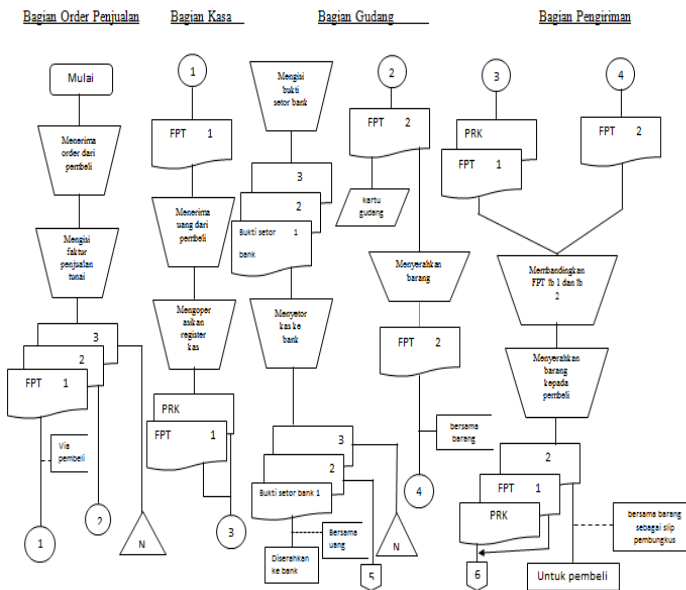 Bagian Order Penjualan
Bagian Kasa
Bagian Gudang
Bagian Pengiriman
Mulai
Menerima
order dari
pembeli
Mengisi
faktur
penjualan
tunai
3
2
FPT 1
Via
pembeli
1
2
N
1
FPT 1
Menerima
uang dari
pembeli
Mengoper
asikan
register
kas
PRK
FPT 1
3
Mengisi
bukti
setor bank
3
2
Bukti setor 1
bank
Menyetor
kas ke
bank
3
2
Bukti setor bank 1
Bersama
uang
Diserahkan
ke bank
5
N
2
FPT 2
kartu
gudang
Menyerahkan
barang
FPT 2
bersama
barang
4
3
PRK
FPT 1
4
FPT 2
Membandingkan
FPT lb 1 dan lb
2
Menyerahkan
barang
kepada
pembeli
2
FPT 1
PRK
6
bersama barang
sebagai slip
pembungkus
Untuk pembeli